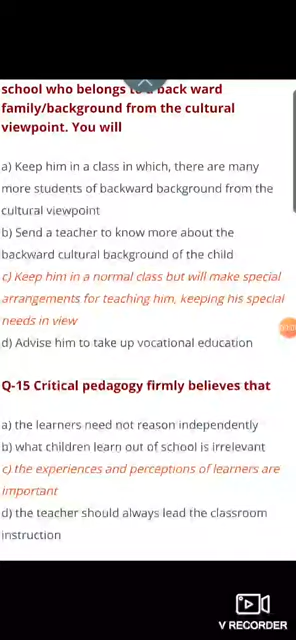 school who belongs to a back ward
family/background from the cultural
viewpoint. You will
a) Keep him in a class in which, there are many
more students of backward background from the
cultural viewpoint
b) Send a teacher to know more about the
backward cultural background of the child
c) Keep him in a normal class but will make special
arrangements for teaching him, keeping his special
needs in view
d) Advise him to take up vocational education
Q-15 Critical pedagogy firmly believes that
a) the learners need not reason independently
b) what children learn out of school is irrelevant
c) the experiences and perceptions of learners are
important
d) the teacher should always lead the classroom
instruction
V RECORDER